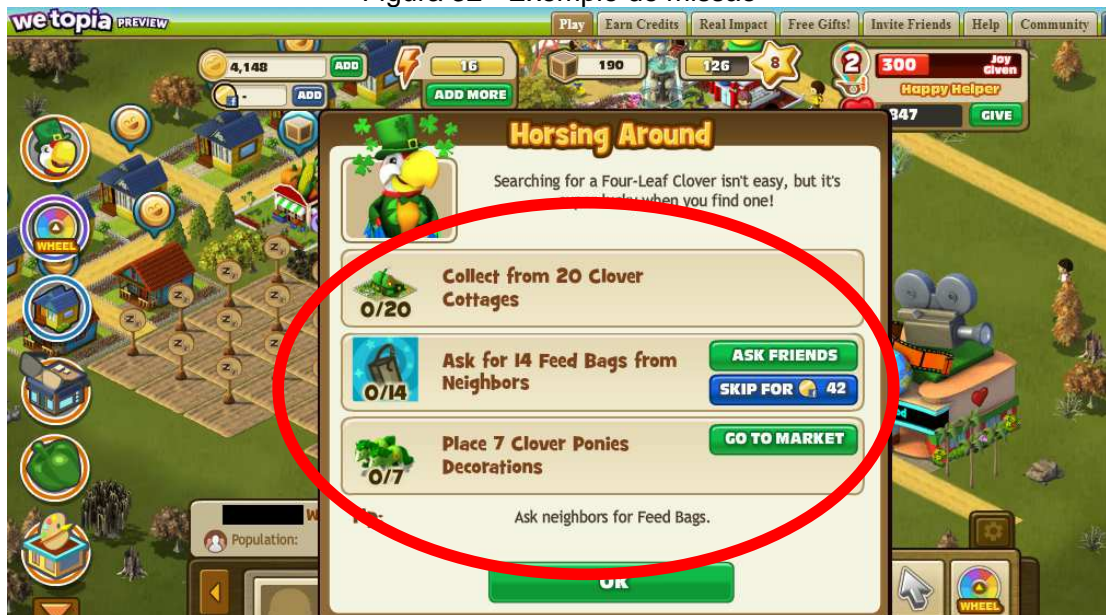 wetopia PREVIEW
Play Earn Credits Real Impact Free Gifts! Invite Friends Help Community
4,148 ADD 16 190 126 8 2 300 Joy Given
- ADD ADD MORE Happy Helper
847 GIVE
Horsing Around
Searching for a Four-Leaf Clover isn't easy, but it's
when you find one!
WHEEL
Collect from 20 Clover
Cottages
0/20
Ask for 14 Feed Bags from
Neighbors
0/14
ASK FRIENDS
SKIP FOR 42
Place 7 Clover Ponies
Decorations
0/7
GO TO MARKET
Ask neighbors for Feed Bags.
Population:
OK
WHEEL